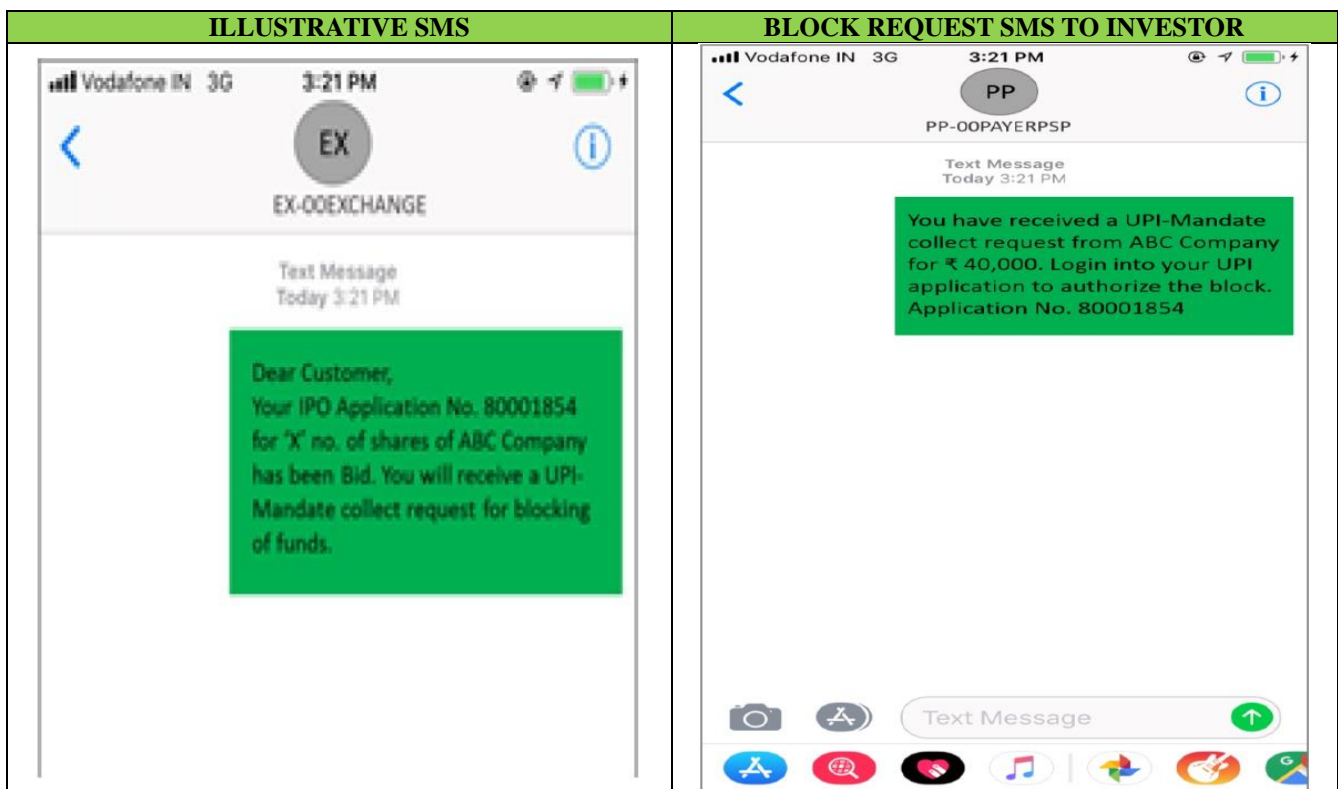 ILLUSTRATIVE SMS
Vodafone IN 3G 3:21 PM
EX
EX-00EXCHANGE
Text Message
Today 3:21 PM
Dear Customer,
Your IPO Application No. 80001854
for 'X' no. of shares of ABC Company
has been Bid. You will receive a UPI-
Mandate collect request for blocking
of funds.
BLOCK REQUEST SMS TO INVESTOR
Vodafone IN 3G 3:21 PM
PP
PP-00PAYERPSP
Text Message
Today 3:21 PM
You have received a UPI-Mandate
collect request from ABC Company
for ₹ 40,000. Login into your UPI
application to authorize the block.
Application No. 80001854
Text Message